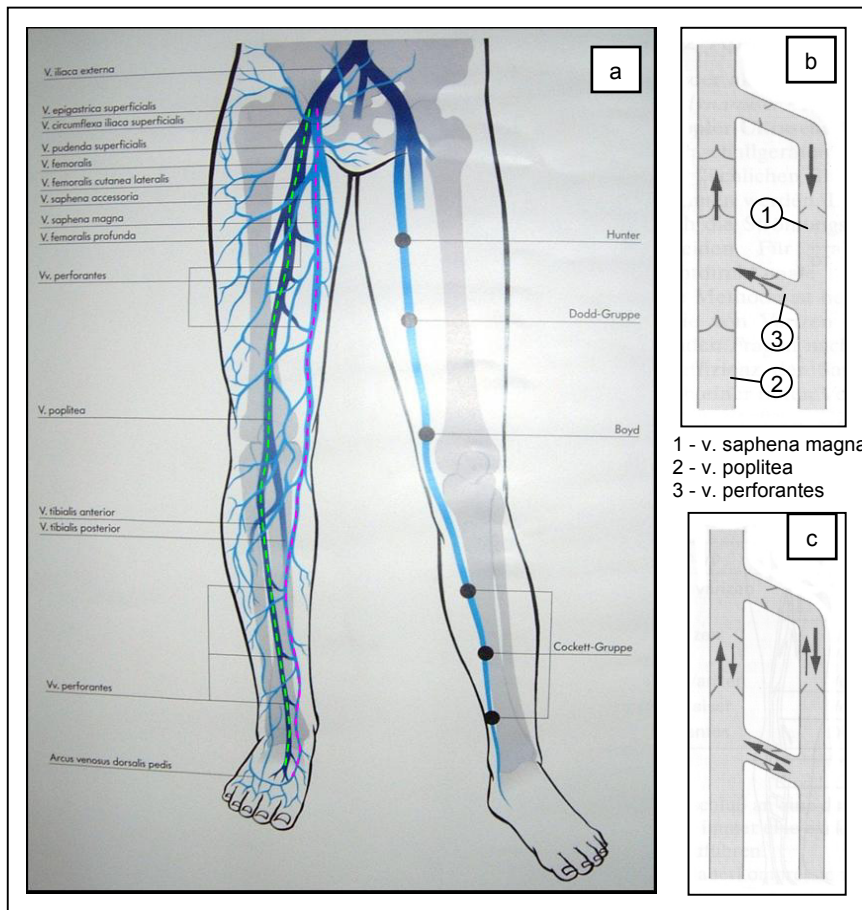 a
V. iliaca externa
V. epigastrica superficialis
V. circumflexa iliaca superficialis
V. pudenda superficialis
V. femoralis
V. femoralis cutanea lateralis
V. saphena accessoria
V. saphena magna
V. femoralis profunda
Vv. perforantes
V. poplitea
V. tibialis anterior
V. tibialis posterior
Vv. perforantes
Arcus venosus dorsalis pedis
Hunter
Dodd-Gruppe
Boyd
Cockett-Gruppe
b
1
3
2
1 - v. saphena magna
2 - v. poplitea
3 - v. perforantes
c